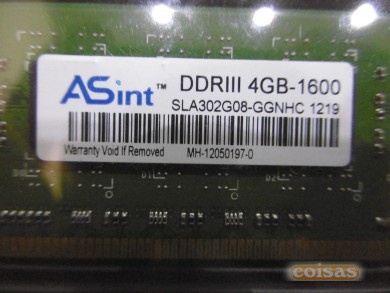 ASint™ DDRIII 4GB-1600
SLA302G08-GGNHC 1219
Warranty Void If Removed MH-12050197-0
coisas